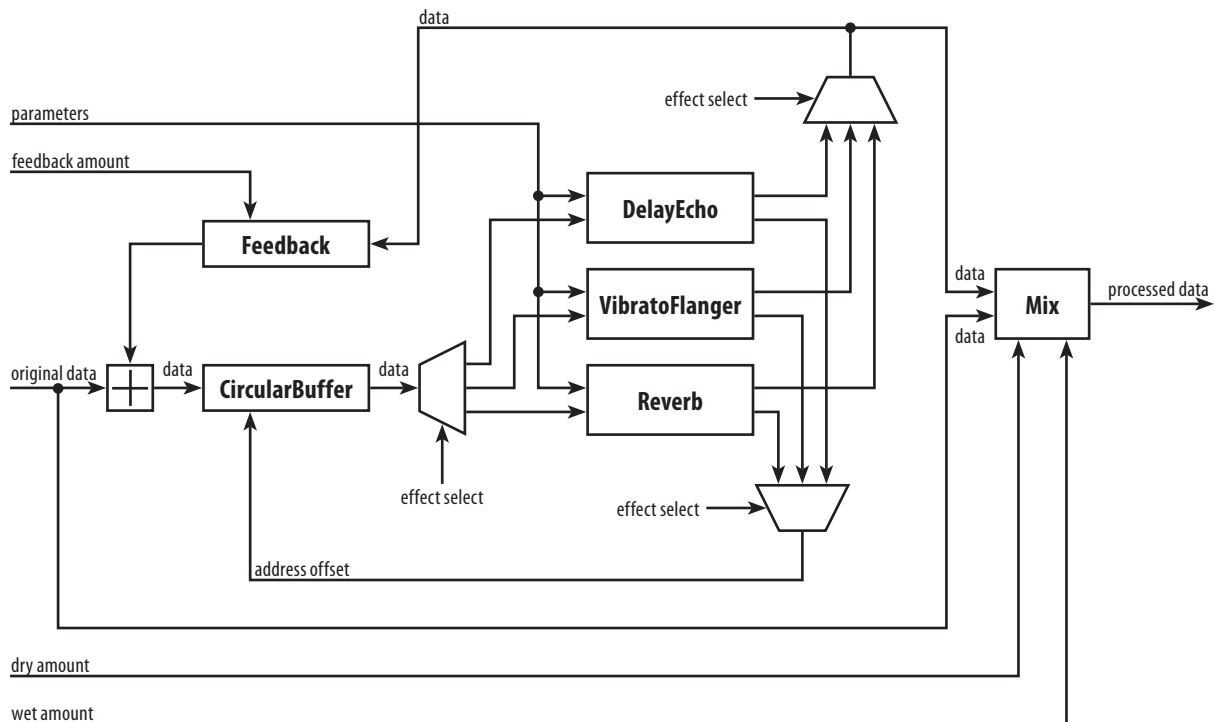 data
effect select
parameters
feedback amount
DelayEcho
Feedback
data
VibratoFlanger
Mix
processed data
data
original data
data
CircularBuffer
data
Reverb
effect select
effect select
address offset
dry amount
wet amount